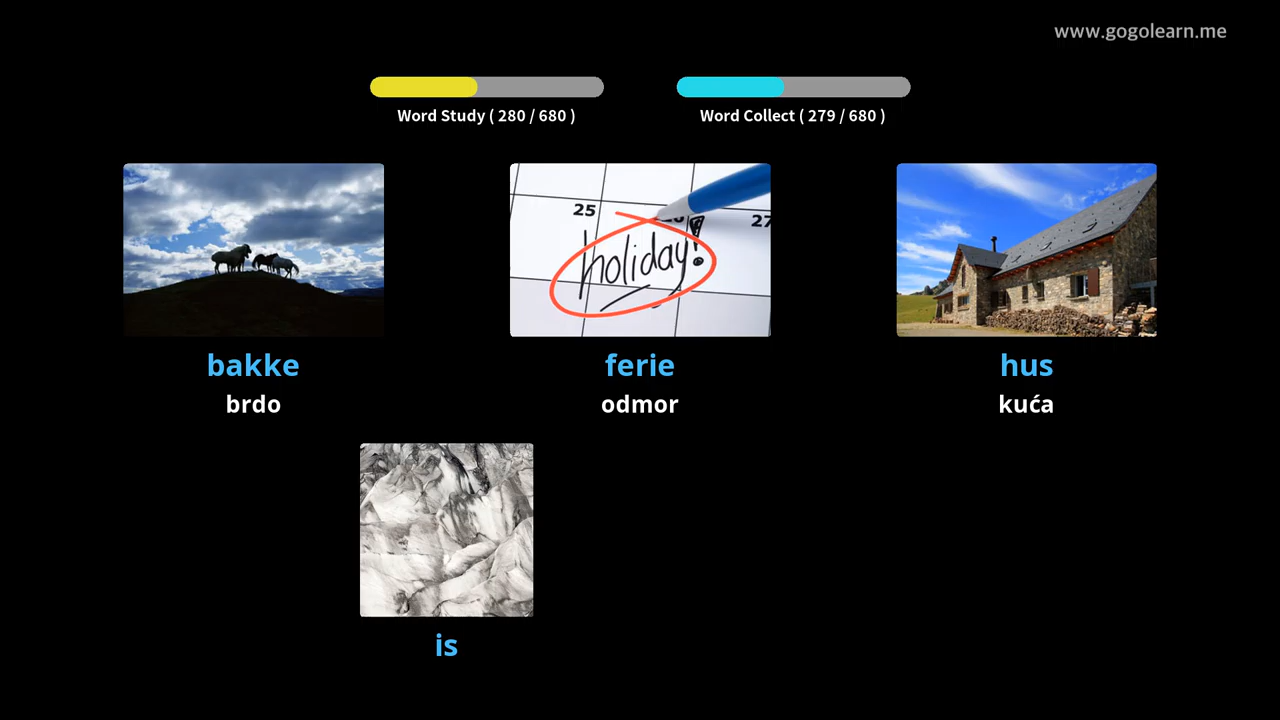 www.gogolearn.me
Word Study ( 280 / 680 )
Word Collect ( 279 / 680 )
25
27
holiday!
bakke
ferie
hus
brdo
odmor
kuća
is